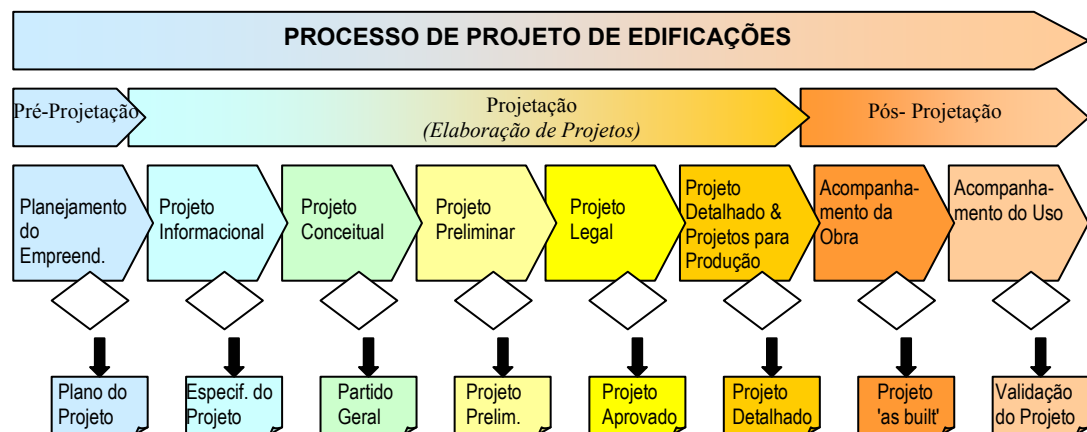 PROCESSO DE PROJETO DE EDIFICAÇÕES
Pré-Projetação
Projetação
(Elaboração de Projetos)
Pós- Projetação
Planejamento
do
Empreend.
Projeto
Informacional
Projeto
Conceitual
Projeto
Preliminar
Projeto
Legal
Projeto
Detalhado &
Projetos para
Produção
Acompanha-
mento da
Obra
Acompanha-
mento do Uso
Plano do
Projeto
Especif. do
Projeto
Partido
Geral
Projeto
Prelim.
Projeto
Aprovado
Projeto
Detalhado
Projeto
'as built'
Validação
do Projeto